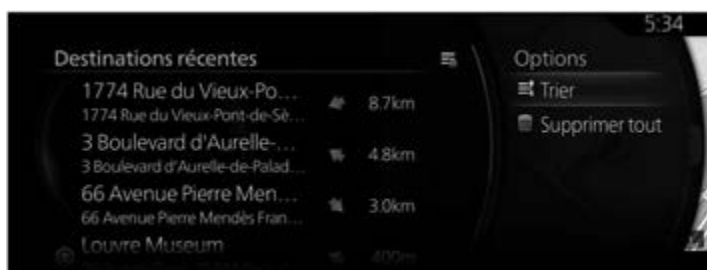 5:34
Destinations récentes
1774 Rue du Vieux-Po...
1774 Rue du Vieux-Pont-de-Sè...
8.7km
3 Boulevard d'Aurelle-...
3 Boulevard d'Aurelle-de-Palad...
4.8km
66 Avenue Pierre Men...
66 Avenue Pierre Mendès Fran...
3.0km
Louvre Museum
400m
Options
Trier
Supprimer tout